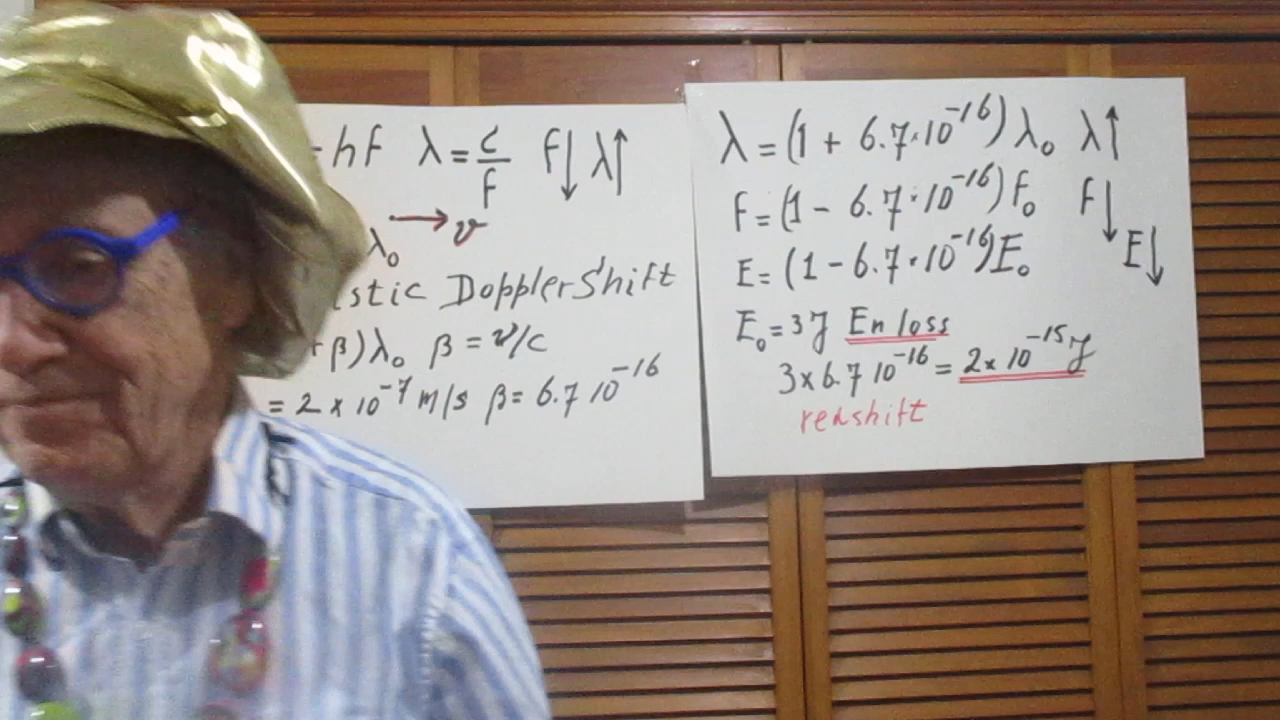 -hf λ = c/f f↓ λ↑
λ₀ → v
istic Doppler Shift
+ β)λ₀ β = v/c
= 2 × 10⁻⁷ m/s β = 6.7 10⁻¹⁶
λ = (1 + 6.7·10⁻¹⁶) λ₀ λ↑
f = (1 - 6.7·10⁻¹⁶) f₀ f↓
E = (1 - 6.7·10⁻¹⁶) E₀ E↓
E₀ = 3J En loss
3 × 6.7 10⁻¹⁶ = 2 × 10⁻¹⁵ J
redshift